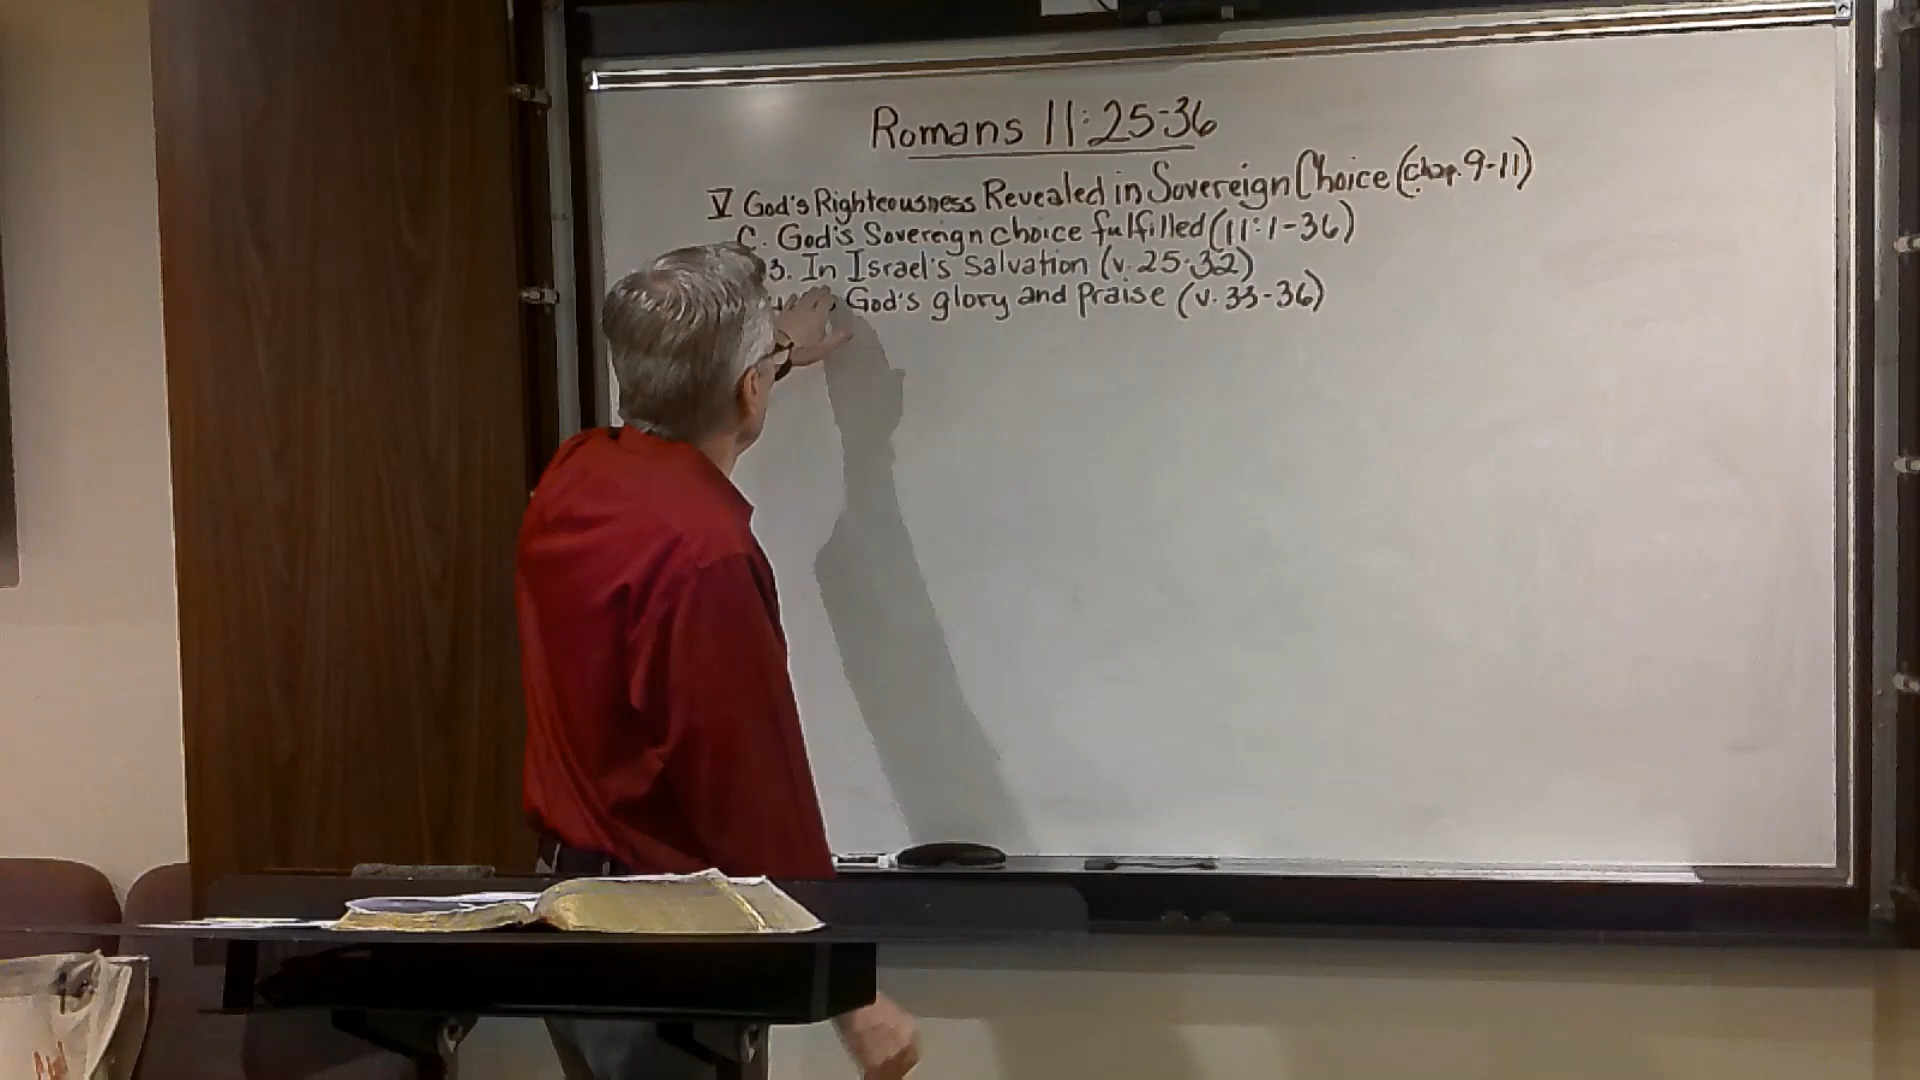 Romans 11:25-36
V God's Righteousness Revealed in Sovereign Choice (Chap. 9-11)
C. God's Sovereign choice fulfilled (11:1-36)
3. In Israel's Salvation (v. 25-32)
God's glory and Praise (v. 33-36)